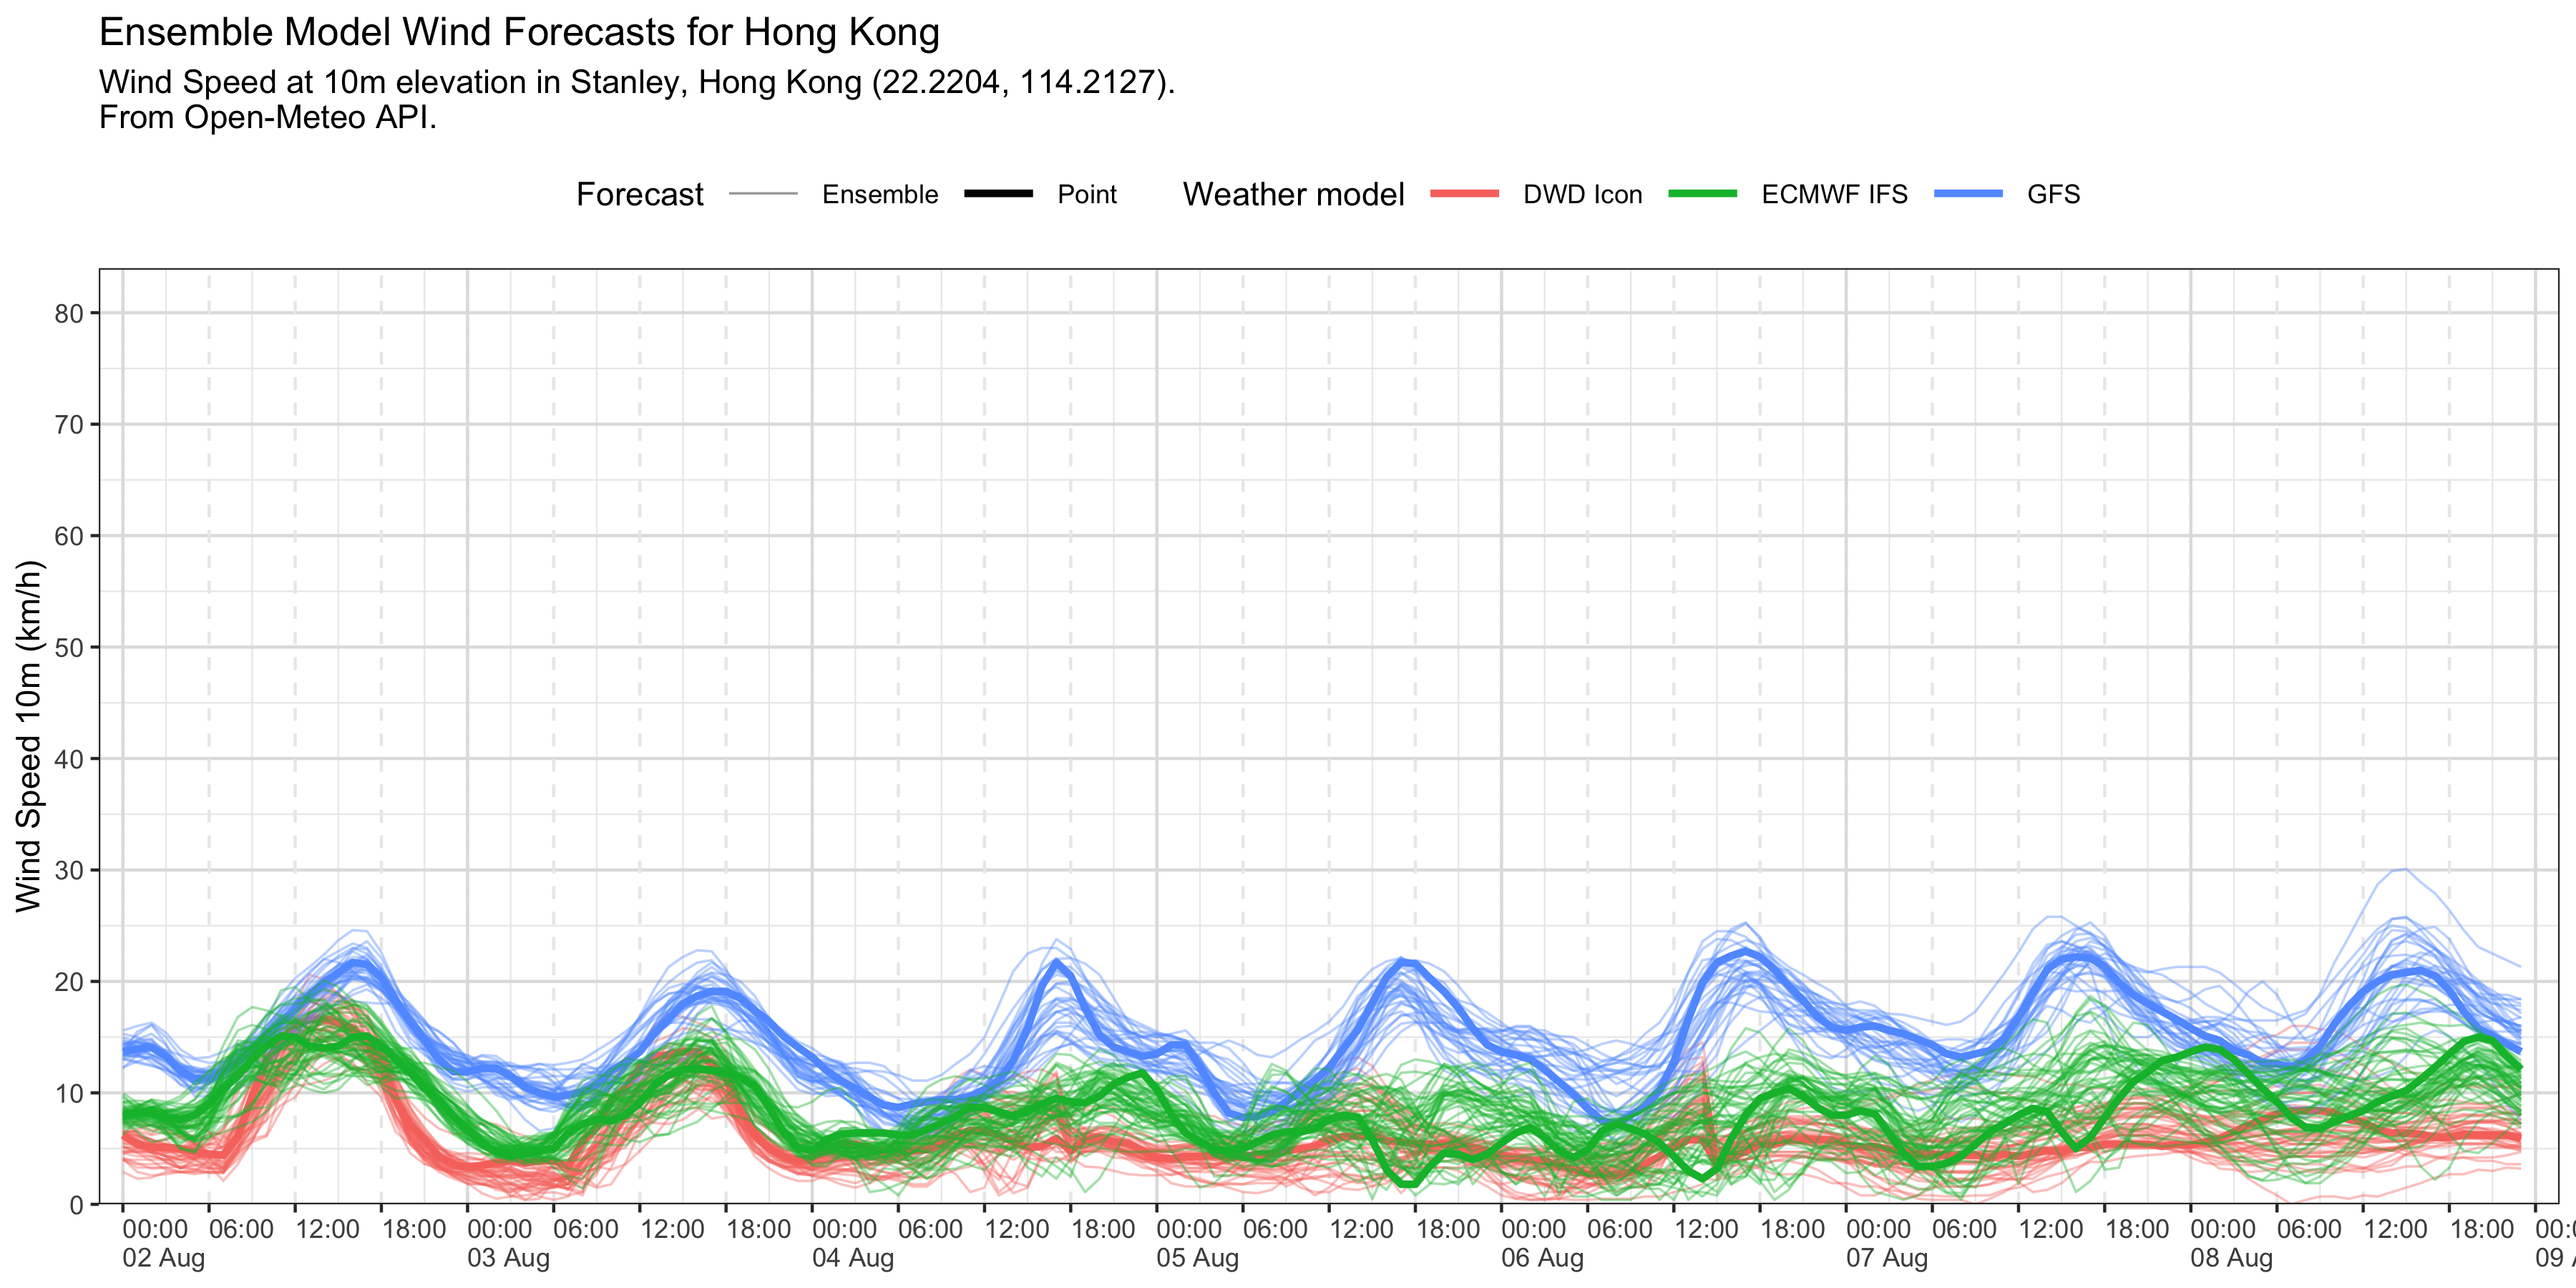 Ensemble Model Wind Forecasts for Hong Kong
Wind Speed at 10m elevation in Stanley, Hong Kong (22.2204, 114.2127).
From Open-Meteo API.
Forecast Ensemble Point Weather model DWD Icon ECMWF IFS GFS
Wind Speed 10m (km/h)
80
70
60
50
40
30
20
10
0
00:00 06:00 12:00 18:00 00:00 06:00 12:00 18:00 00:00 06:00 12:00 18:00 00:00 06:00 12:00 18:00 00:00 06:00 12:00 18:00 00:00 06:00 12:00 18:00 00:00 06:00 12:00 18:00
02 Aug 03 Aug 04 Aug 05 Aug 06 Aug 07 Aug 08 Aug 09